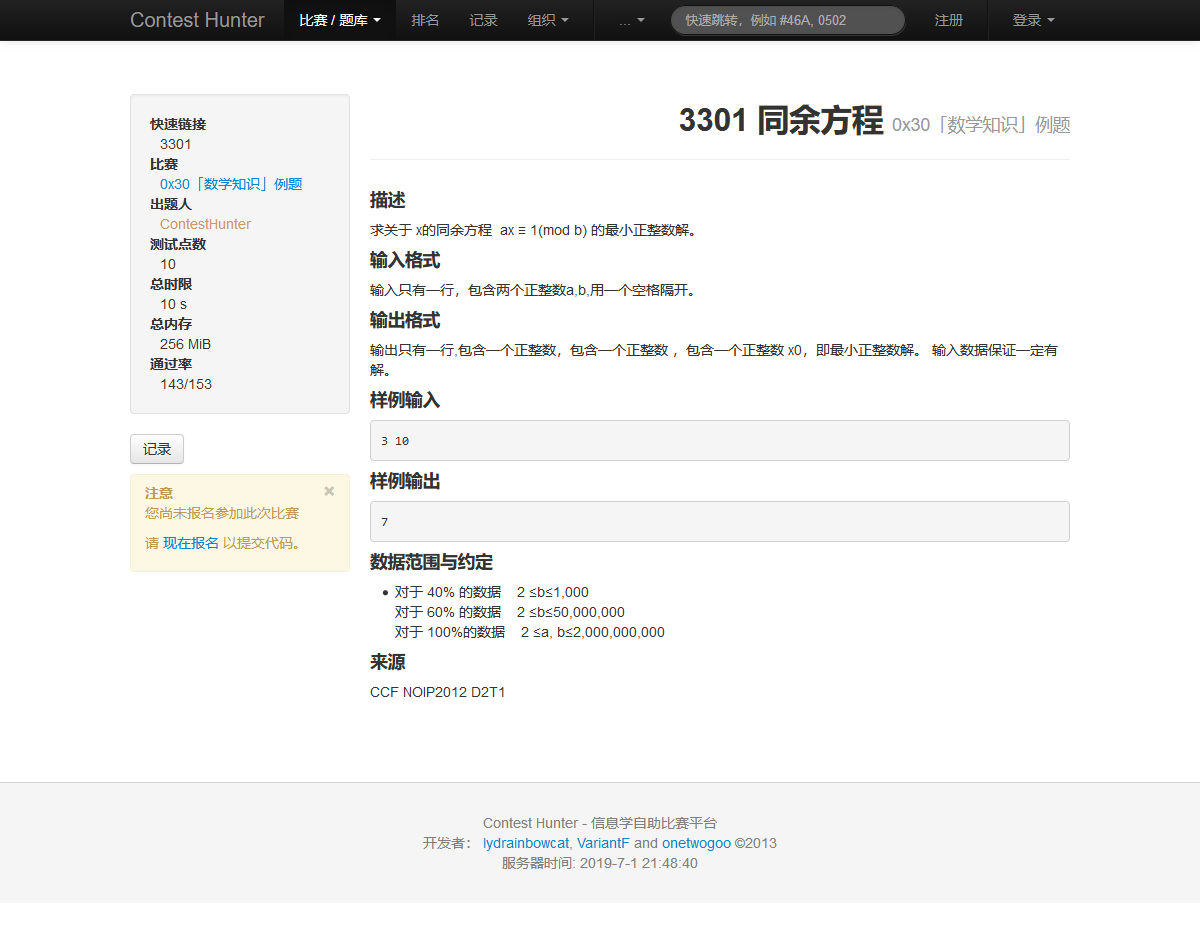 Contest Hunter 比赛 / 题库 排名 记录 组织 ... 快速跳转，例如 #46A, 0502 注册 登录
快速链接
3301
比赛
0x30「数学知识」例题
出题人
ContestHunter
测试点数
10
总时限
10 s
总内存
256 MiB
通过率
143/153
记录
注意 ×
您尚未报名参加此次比赛
请 现在报名 以提交代码。
3301 同余方程 0x30「数学知识」例题
描述
求关于 x的同余方程  ax ≡ 1(mod b) 的最小正整数解。
输入格式
输入只有一行，包含两个正整数a,b,用一个空格隔开。
输出格式
输出只有一行,包含一个正整数，包含一个正整数 ，包含一个正整数 x0，即最小正整数解。 输入数据保证一定有
解。
样例输入
3 10
样例输出
7
数据范围与约定
• 对于 40% 的数据    2 ≤b≤1,000
对于 60% 的数据    2 ≤b≤50,000,000
对于 100%的数据    2 ≤a, b≤2,000,000,000
来源
CCF NOIP2012 D2T1
Contest Hunter - 信息学自助比赛平台
开发者： lydrainbowcat, VariantF and onetwogoo ©2013
服务器时间: 2019-7-1 21:48:40